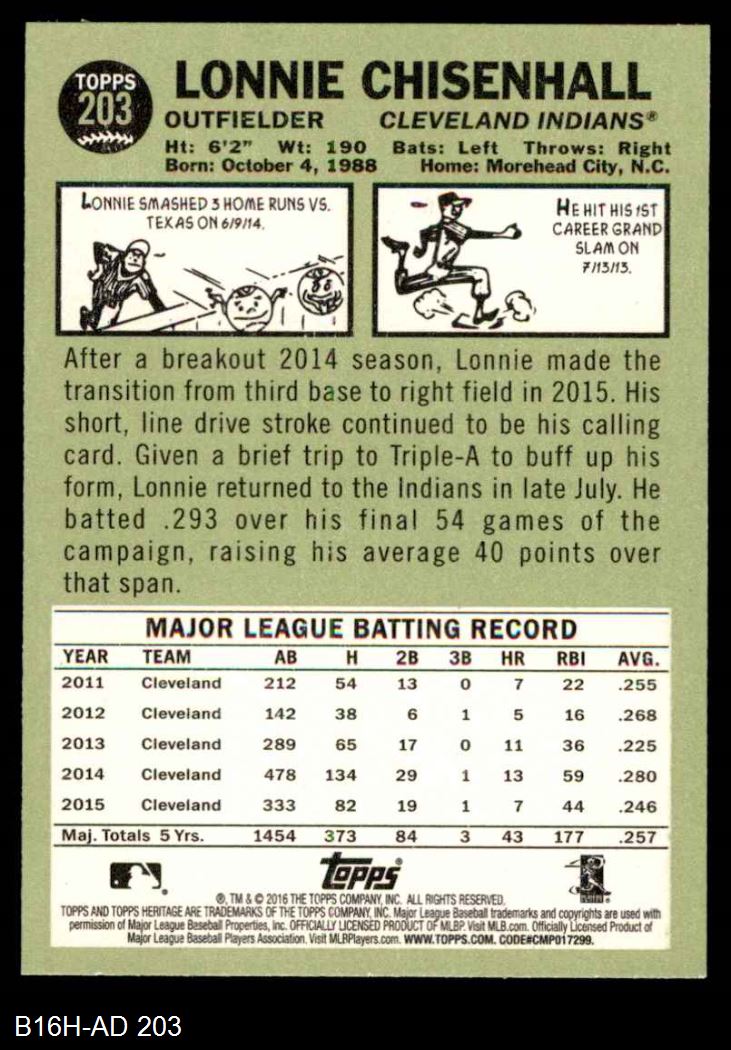 TOPPS
203
LONNIE CHISENHALL
OUTFIELDER CLEVELAND INDIANS®
Ht: 6'2" Wt: 190 Bats: Left Throws: Right
Born: October 4, 1988 Home: Morehead City, N.C.
LONNIE SMASHED 3 HOME RUNS VS.
TEXAS ON 6/9/14.
HE HIT HIS 1ST
CAREER GRAND
SLAM ON
7/13/13.
After a breakout 2014 season, Lonnie made the
transition from third base to right field in 2015. His
short, line drive stroke continued to be his calling
card. Given a brief trip to Triple-A to buff up his
form, Lonnie returned to the Indians in late July. He
batted .293 over his final 54 games of the
campaign, raising his average 40 points over
that span.
MAJOR LEAGUE BATTING RECORD
YEAR TEAM AB H 2B 3B HR RBI AVG.
2011 Cleveland 212 54 13 0 7 22 .255
2012 Cleveland 142 38 6 1 5 16 .268
2013 Cleveland 289 65 17 0 11 36 .225
2014 Cleveland 478 134 29 1 13 59 .280
2015 Cleveland 333 82 19 1 7 44 .246
Maj. Totals 5 Yrs. 1454 373 84 3 43 177 .257
topps®
®, TM & © 2016 THE TOPPS COMPANY, INC. ALL RIGHTS RESERVED.
TOPPS AND TOPPS HERITAGE ARE TRADEMARKS OF THE TOPPS COMPANY, INC. Major League Baseball trademarks and copyrights are used with
permission of Major League Baseball Properties, Inc. OFFICIALLY LICENSED PRODUCT OF MLBP. Visit MLB.com. Officially Licensed Product of
Major League Baseball Players Association. Visit MLBPlayers.com. WWW.TOPPS.COM. CODE#CMP017299.
B16H-AD 203